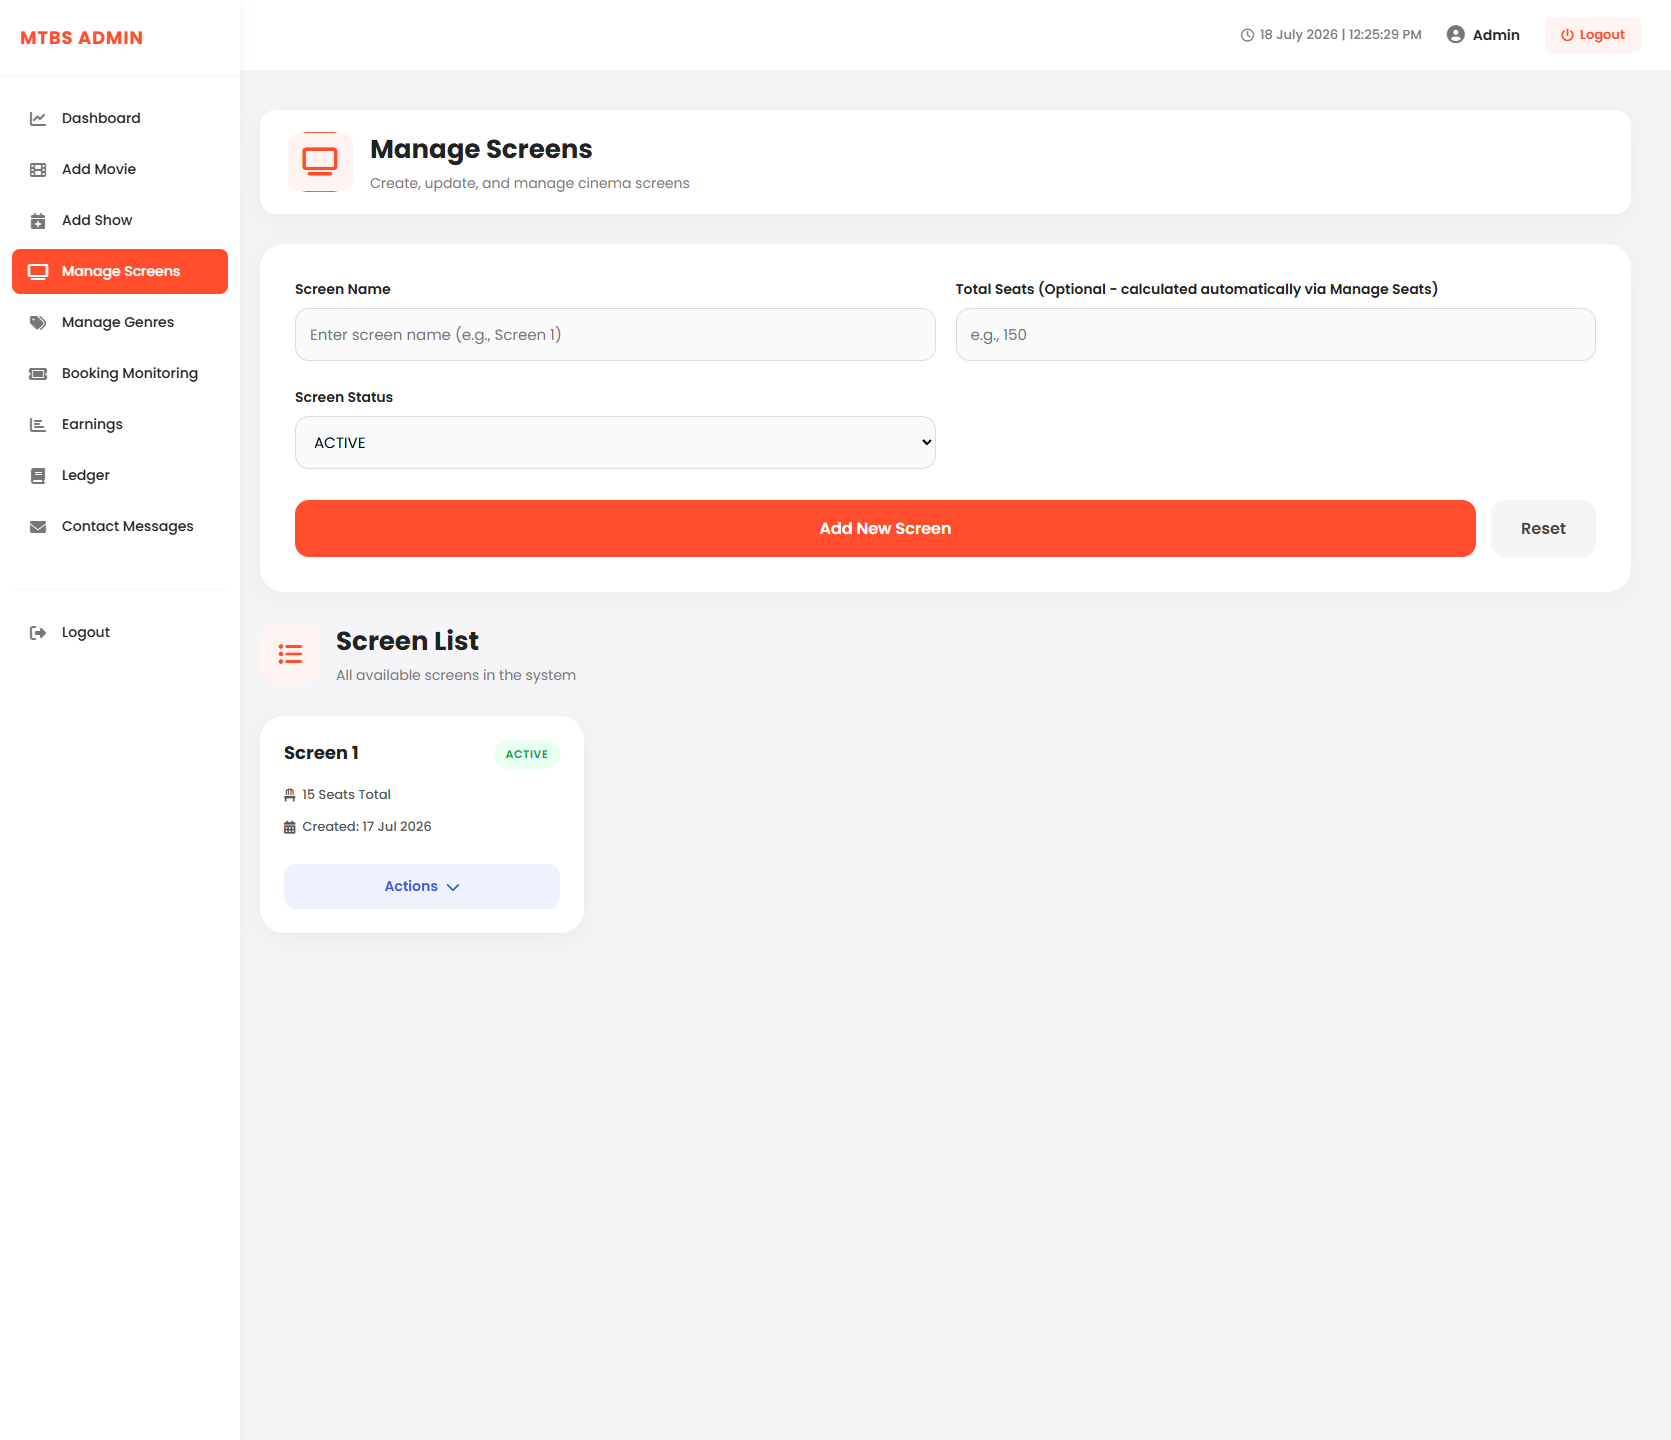 MTBS ADMIN
18 July 2026 | 12:25:29 PM
Admin
Logout
Dashboard
Add Movie
Add Show
Manage Screens
Manage Genres
Booking Monitoring
Earnings
Ledger
Contact Messages
Logout
Manage Screens
Create, update, and manage cinema screens
Screen Name
Total Seats (Optional - calculated automatically via Manage Seats)
Enter screen name (e.g., Screen 1)
e.g., 150
Screen Status
ACTIVE
Add New Screen
Reset
Screen List
All available screens in the system
Screen 1
ACTIVE
15 Seats Total
Created: 17 Jul 2026
Actions